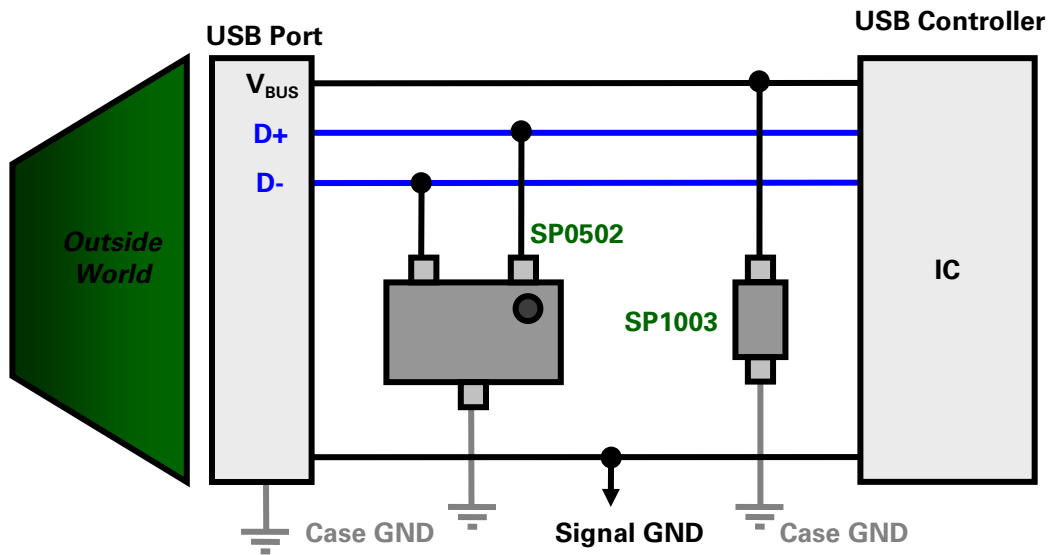 USB Port
USB Controller
VBUS
D+
D-
Outside
World
SP0502
SP1003
IC
Case GND
Signal GND
Case GND